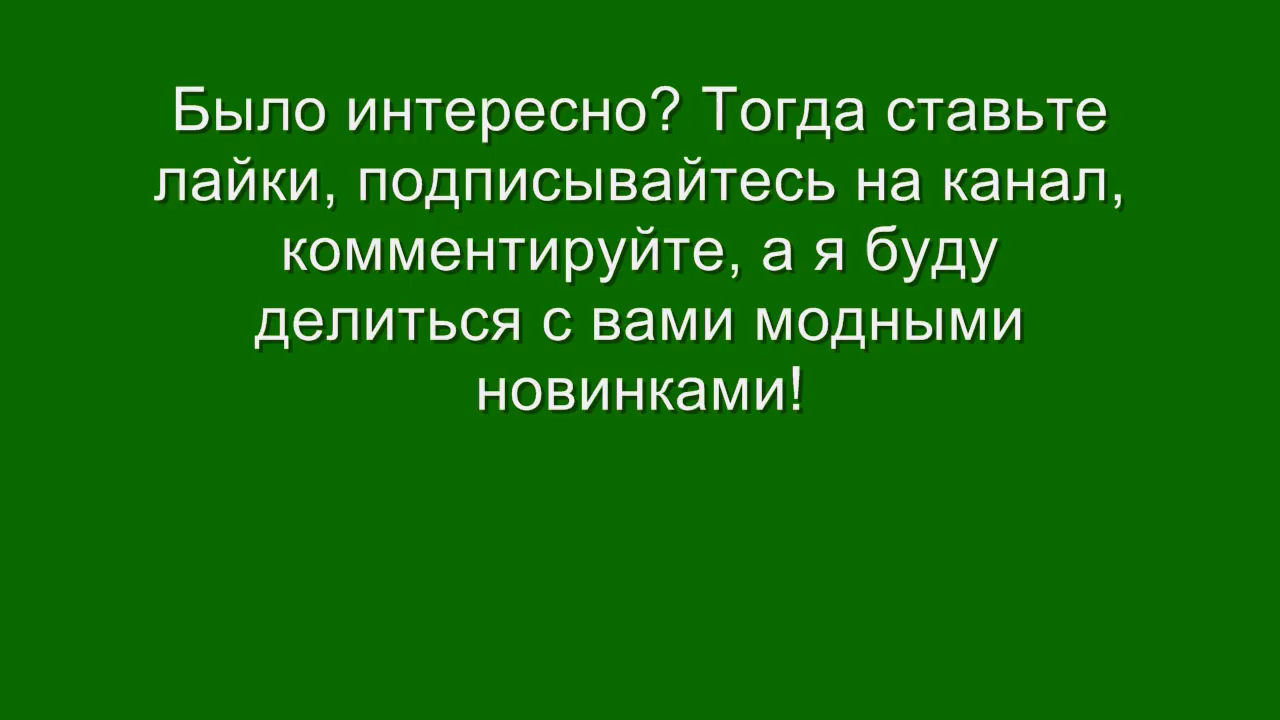 Было интересно? Тогда ставьте
лайки, подписывайтесь на канал,
комментируйте, а я буду
делиться с вами модными
новинками!